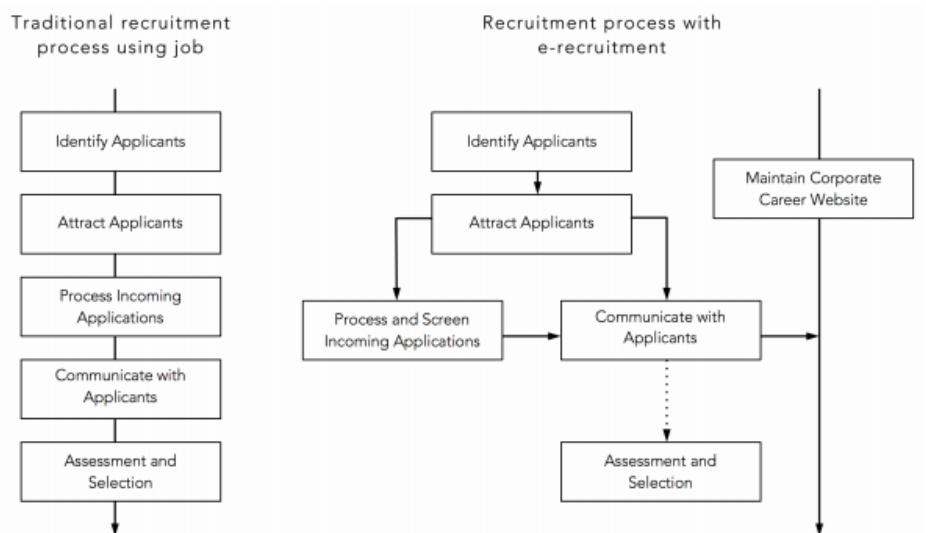 Traditional recruitment
process using job
Identify Applicants
Attract Applicants
Process Incoming
Applications
Communicate with
Applicants
Assessment and
Selection
Recruitment process with
e-recruitment
Identify Applicants
Attract Applicants
Process and Screen
Incoming Applications
Communicate with
Applicants
Assessment and
Selection
Maintain Corporate
Career Website